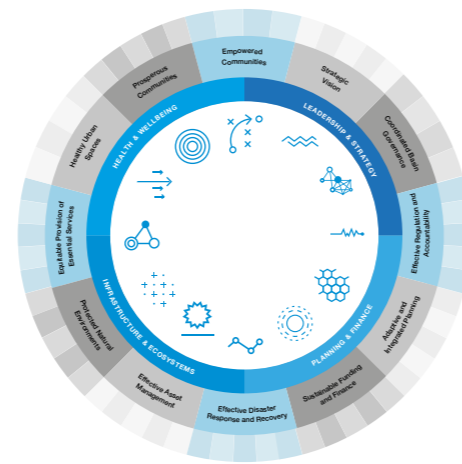 Empowered
Communities
Strategic
Vision
Coordinated Basin
Governance
Effective Regulation and
Accountability
Adaptive and
Integrated Planning
Sustainable Funding
and Finance
Effective Disaster
Response and Recovery
Effective Asset
Management
Protected Natural
Environments
Equitable Provision of
Essential Services
Healthy Urban
Spaces
Prosperous
Communities
HEALTH & WELLBEING
LEADERSHIP & STRATEGY
PLANNING & FINANCE
INFRASTRUCTURE & ECOSYSTEMS